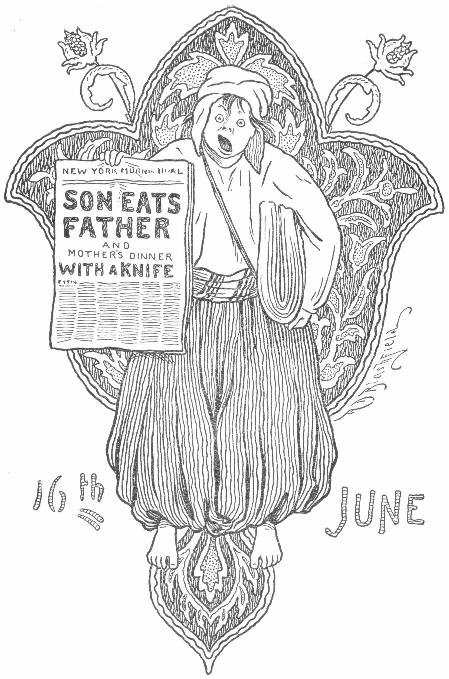 NEW YORK
SON EATS
FATHER
AND
MOTHER'S DINNER
WITH A KNIFE
16th
JUNE